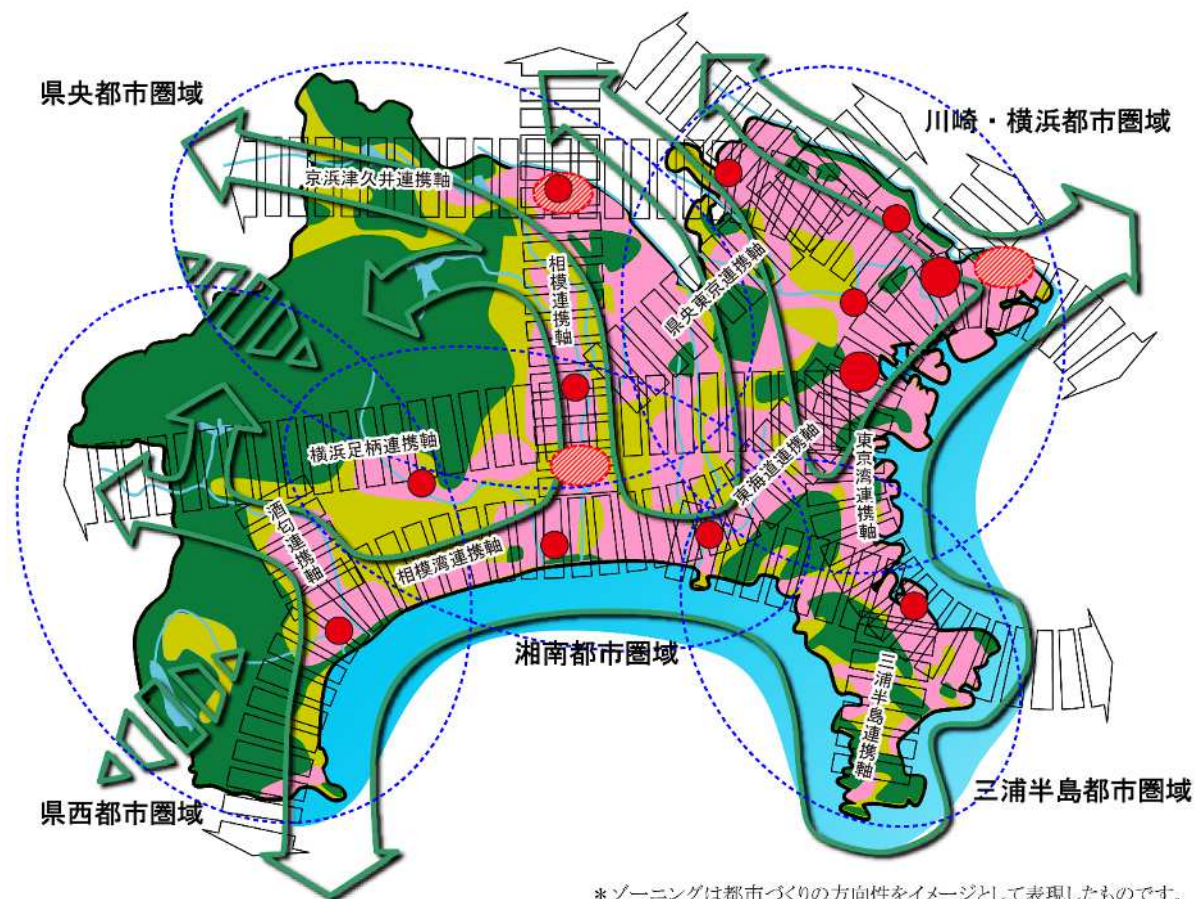 県央都市圏域
川崎・横浜都市圏域
京浜津久井連携軸
相模連携軸
県央東京連携軸
横浜足柄連携軸
東海道連携軸
東京湾連携軸
酒匂連携軸
相模湾連携軸
湘南都市圏域
三浦半島連携軸
県西都市圏域
三浦半島都市圏域
*ゾーニングは都市づくりの方向性をイメージとして表現したものです。